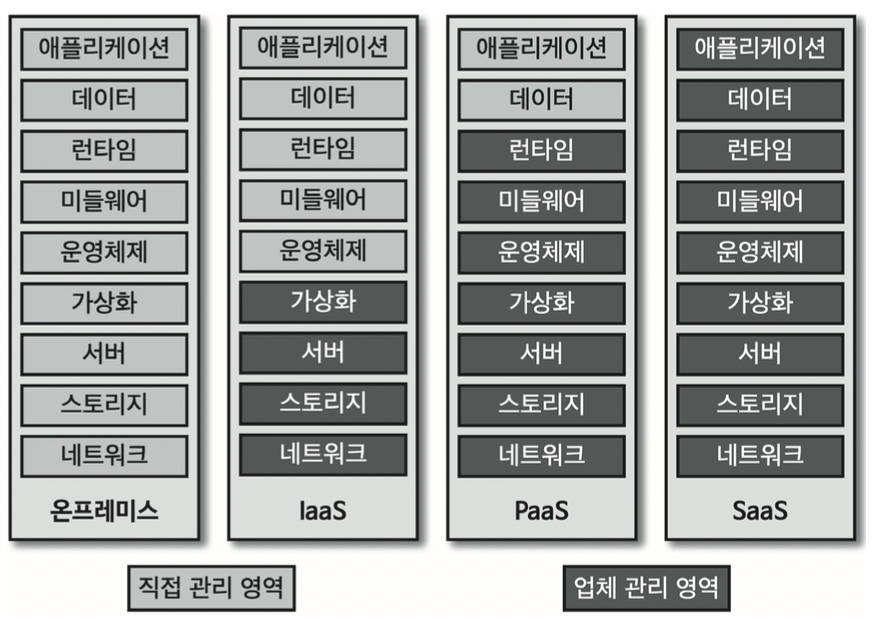 애플리케이션
데이터
런타임
미들웨어
운영체제
가상화
서버
스토리지
네트워크
온프레미스
애플리케이션
데이터
런타임
미들웨어
운영체제
가상화
서버
스토리지
네트워크
IaaS
애플리케이션
데이터
런타임
미들웨어
운영체제
가상화
서버
스토리지
네트워크
PaaS
애플리케이션
데이터
런타임
미들웨어
운영체제
가상화
서버
스토리지
네트워크
SaaS
직접 관리 영역
업체 관리 영역